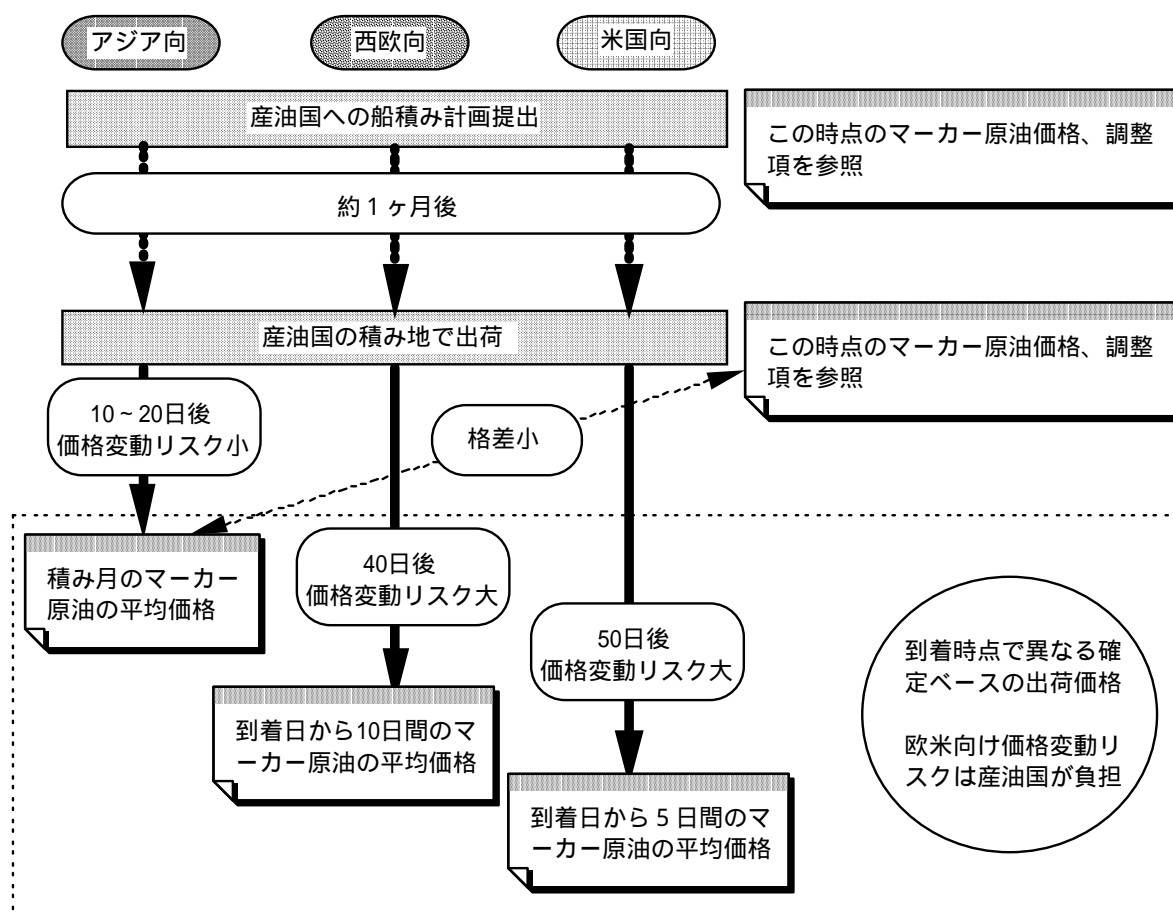 アジア向
西欧向
米国向
産油国への船積み計画提出
この時点のマーカー原油価格、調整
項を参照
約1ヶ月後
産油国の積み地で出荷
この時点のマーカー原油価格、調整
項を参照
10~20日後
価格変動リスク小
格差小
積み月のマーカー
原油の平均価格
40日後
価格変動リスク大
50日後
価格変動リスク大
到着日から10日間のマ
ーカー原油の平均価格
到着日から5日間のマ
ーカー原油の平均価格
到着時点で異なる確
定ベースの出荷価格
欧米向け価格変動リ
スクは産油国が負担